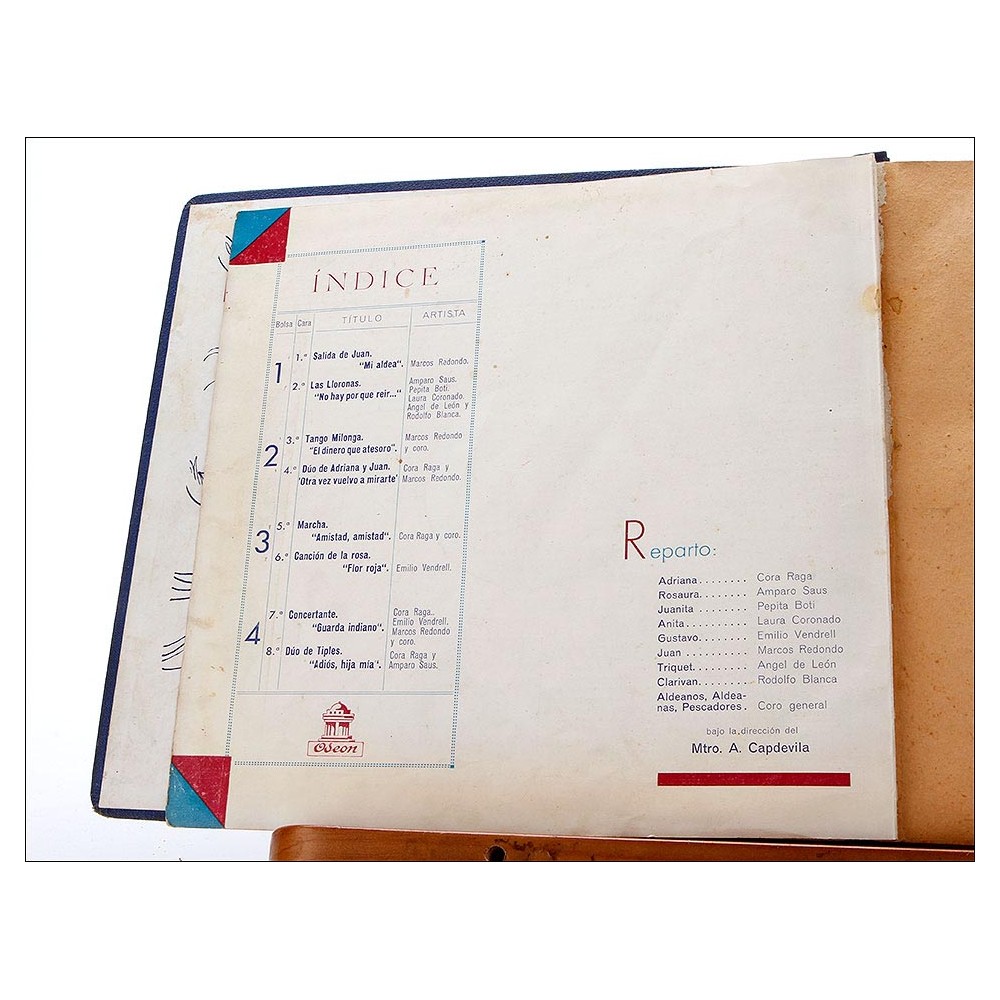 ÍNDICE
Bolsa Cara TÍTULO ARTISTA
1
1.ª Salida de Juan.
"Mi aldea". Marcos Redondo.
2.ª Las Lloronas.
"No hay por que reir..."
Amparo Saus.
Pepita Botí.
Laura Coronado.
Angel de León y
Rodolfo Blanca.
2
3.ª Tango Milonga.
"El dinero que atesoro".
Marcos Redondo
y coro.
4.ª Dúo de Adriana y Juan.
'Otra vez vuelvo a mirarte'
Cora Raga y
Marcos Redondo.
3
5.ª Marcha.
"Amistad, amistad". Cora Raga y coro.
6.ª Canción de la rosa.
"Flor roja". Emilio Vendrell.
4
7.ª Concertante.
"Guarda indiano".
Cora Raga.
Emilio Vendrell.
Marcos Redondo
y coro.
8.ª Dúo de Tiples.
"Adiós, hija mía".
Cora Raga y
Amparo Saus.
Odeon
Reparto:
Adriana........ Cora Raga
Rosaura........ Amparo Saus
Juanita ........ Pepita Boti
Anita .......... Laura Coronado
Gustavo........ Emilio Vendrell
Juan .......... Marcos Redondo
Triquet......... Angel de León
Clarivan........ Rodolfo Blanca
Aldeanos, Aldea-
nas, Pescadores. Coro general
bajo la dirección del
Mtro. A. Capdevila